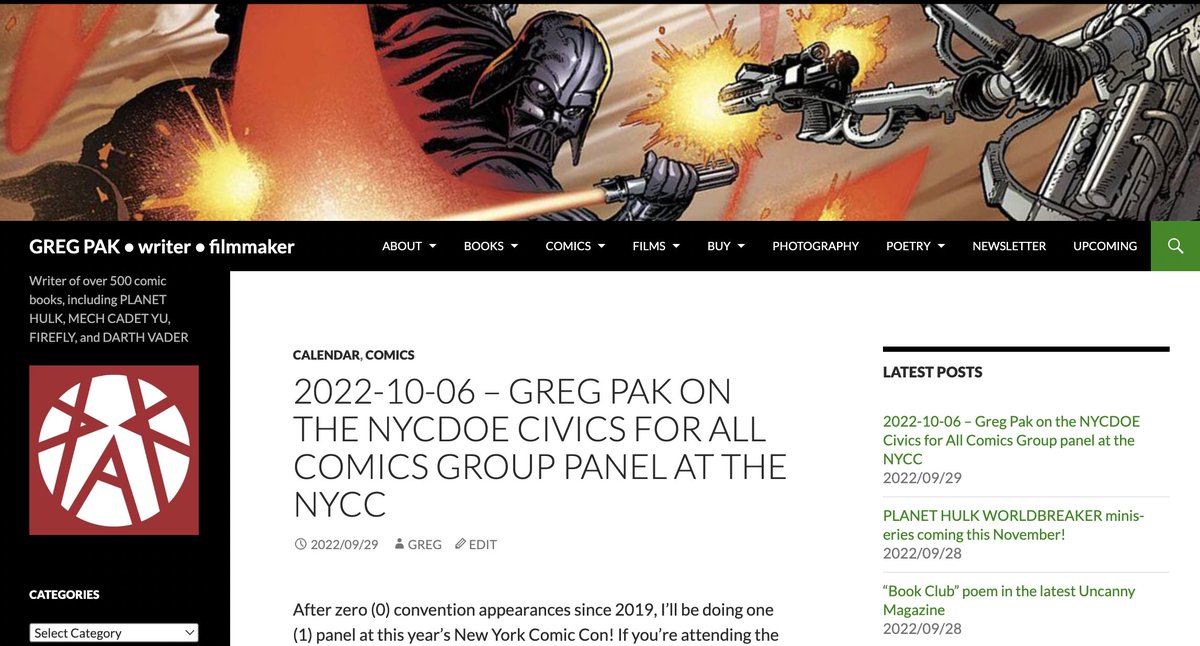 GREG PAK ● writer ● filmmaker
ABOUT
BOOKS
COMICS
FILMS
BUY
PHOTOGRAPHY
POETRY
NEWSLETTER
UPCOMING
Writer of over 500 comic
books, including PLANET
HULK, MECH CADET YU,
FIREFLY, and DARTH VADER
PAK
CATEGORIES
Select Category
CALENDAR, COMICS
2022-10-06 – GREG PAK ON
THE NYCDOE CIVICS FOR ALL
COMICS GROUP PANEL AT THE
NYCC
2022/09/29 GREG EDIT
After zero (0) convention appearances since 2019, I’ll be doing one
(1) panel at this year’s New York Comic Con! If you’re attending the
LATEST POSTS
2022-10-06 – Greg Pak on the NYCDOE
Civics for All Comics Group panel at the
NYCC
2022/09/29
PLANET HULK WORLDBREAKER minis-
eries coming this November!
2022/09/28
“Book Club” poem in the latest Uncanny
Magazine
2022/09/28